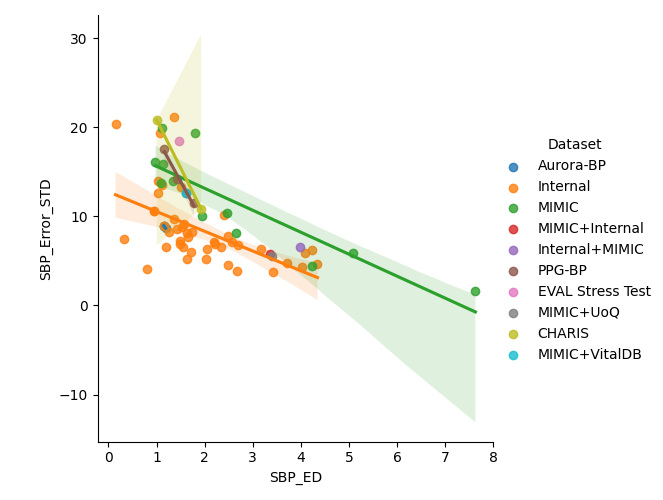 30
20
10
0
−10
SBP_Error_STD
0 1 2 3 4 5 6 7 8
SBP_ED
Dataset
Aurora-BP
Internal
MIMIC
MIMIC+Internal
Internal+MIMIC
PPG-BP
EVAL Stress Test
MIMIC+UoQ
CHARIS
MIMIC+VitalDB